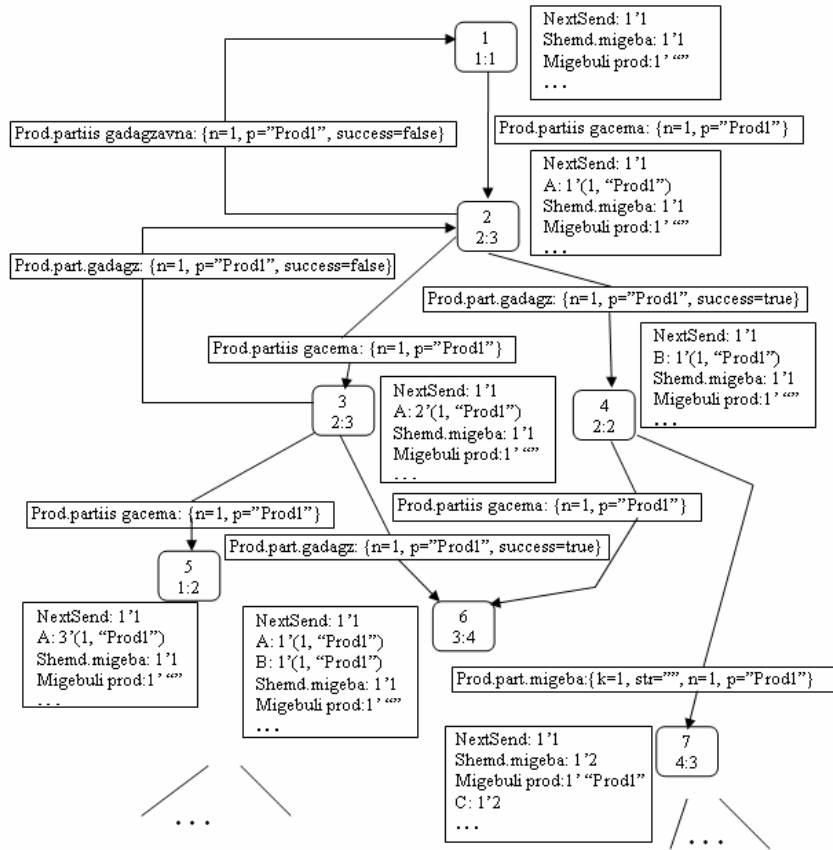 1
1:1
NextSend: 1’1
Shemd.migeba: 1’1
Migebuli prod:1’ “”
...
Prod.partiis gadagzavna: {n=1, p=”Prod1”, success=false}
Prod.partiis gacema: {n=1, p=”Prod1”}
2
2:3
NextSend: 1’1
A: 1’(1, “Prod1”)
Shemd.migeba: 1’1
Migebuli prod:1’ “”
...
Prod.part.gadagz: {n=1, p=”Prod1”, success=false}
Prod.part.gadagz: {n=1, p=”Prod1”, success=true}
Prod.partiis gacema: {n=1, p=”Prod1”}
3
2:3
NextSend: 1’1
A: 2’(1, “Prod1”)
Shemd.migeba: 1’1
Migebuli prod:1’ “”
...
4
2:2
NextSend: 1’1
B: 1’(1, “Prod1”)
Shemd.migeba: 1’1
Migebuli prod:1’ “”
...
Prod.partiis gacema: {n=1, p=”Prod1”}
Prod.partiis gacema: {n=1, p=”Prod1”}
Prod.part.gadagz: {n=1, p=”Prod1”, success=true}
5
1:2
NextSend: 1’1
A: 3’(1, “Prod1”)
Shemd.migeba: 1’1
Migebuli prod:1’ “”
...
NextSend: 1’1
A: 1’(1, “Prod1”)
B: 1’(1, “Prod1”)
Shemd.migeba: 1’1
Migebuli prod:1’ “”
...
6
3:4
Prod.part.migeba:{k=1, str=””, n=1, p=”Prod1”}
NextSend: 1’1
Shemd.migeba: 1’2
Migebuli prod:1’ “Prod1”
C: 1’2
...
7
4:3
...
...